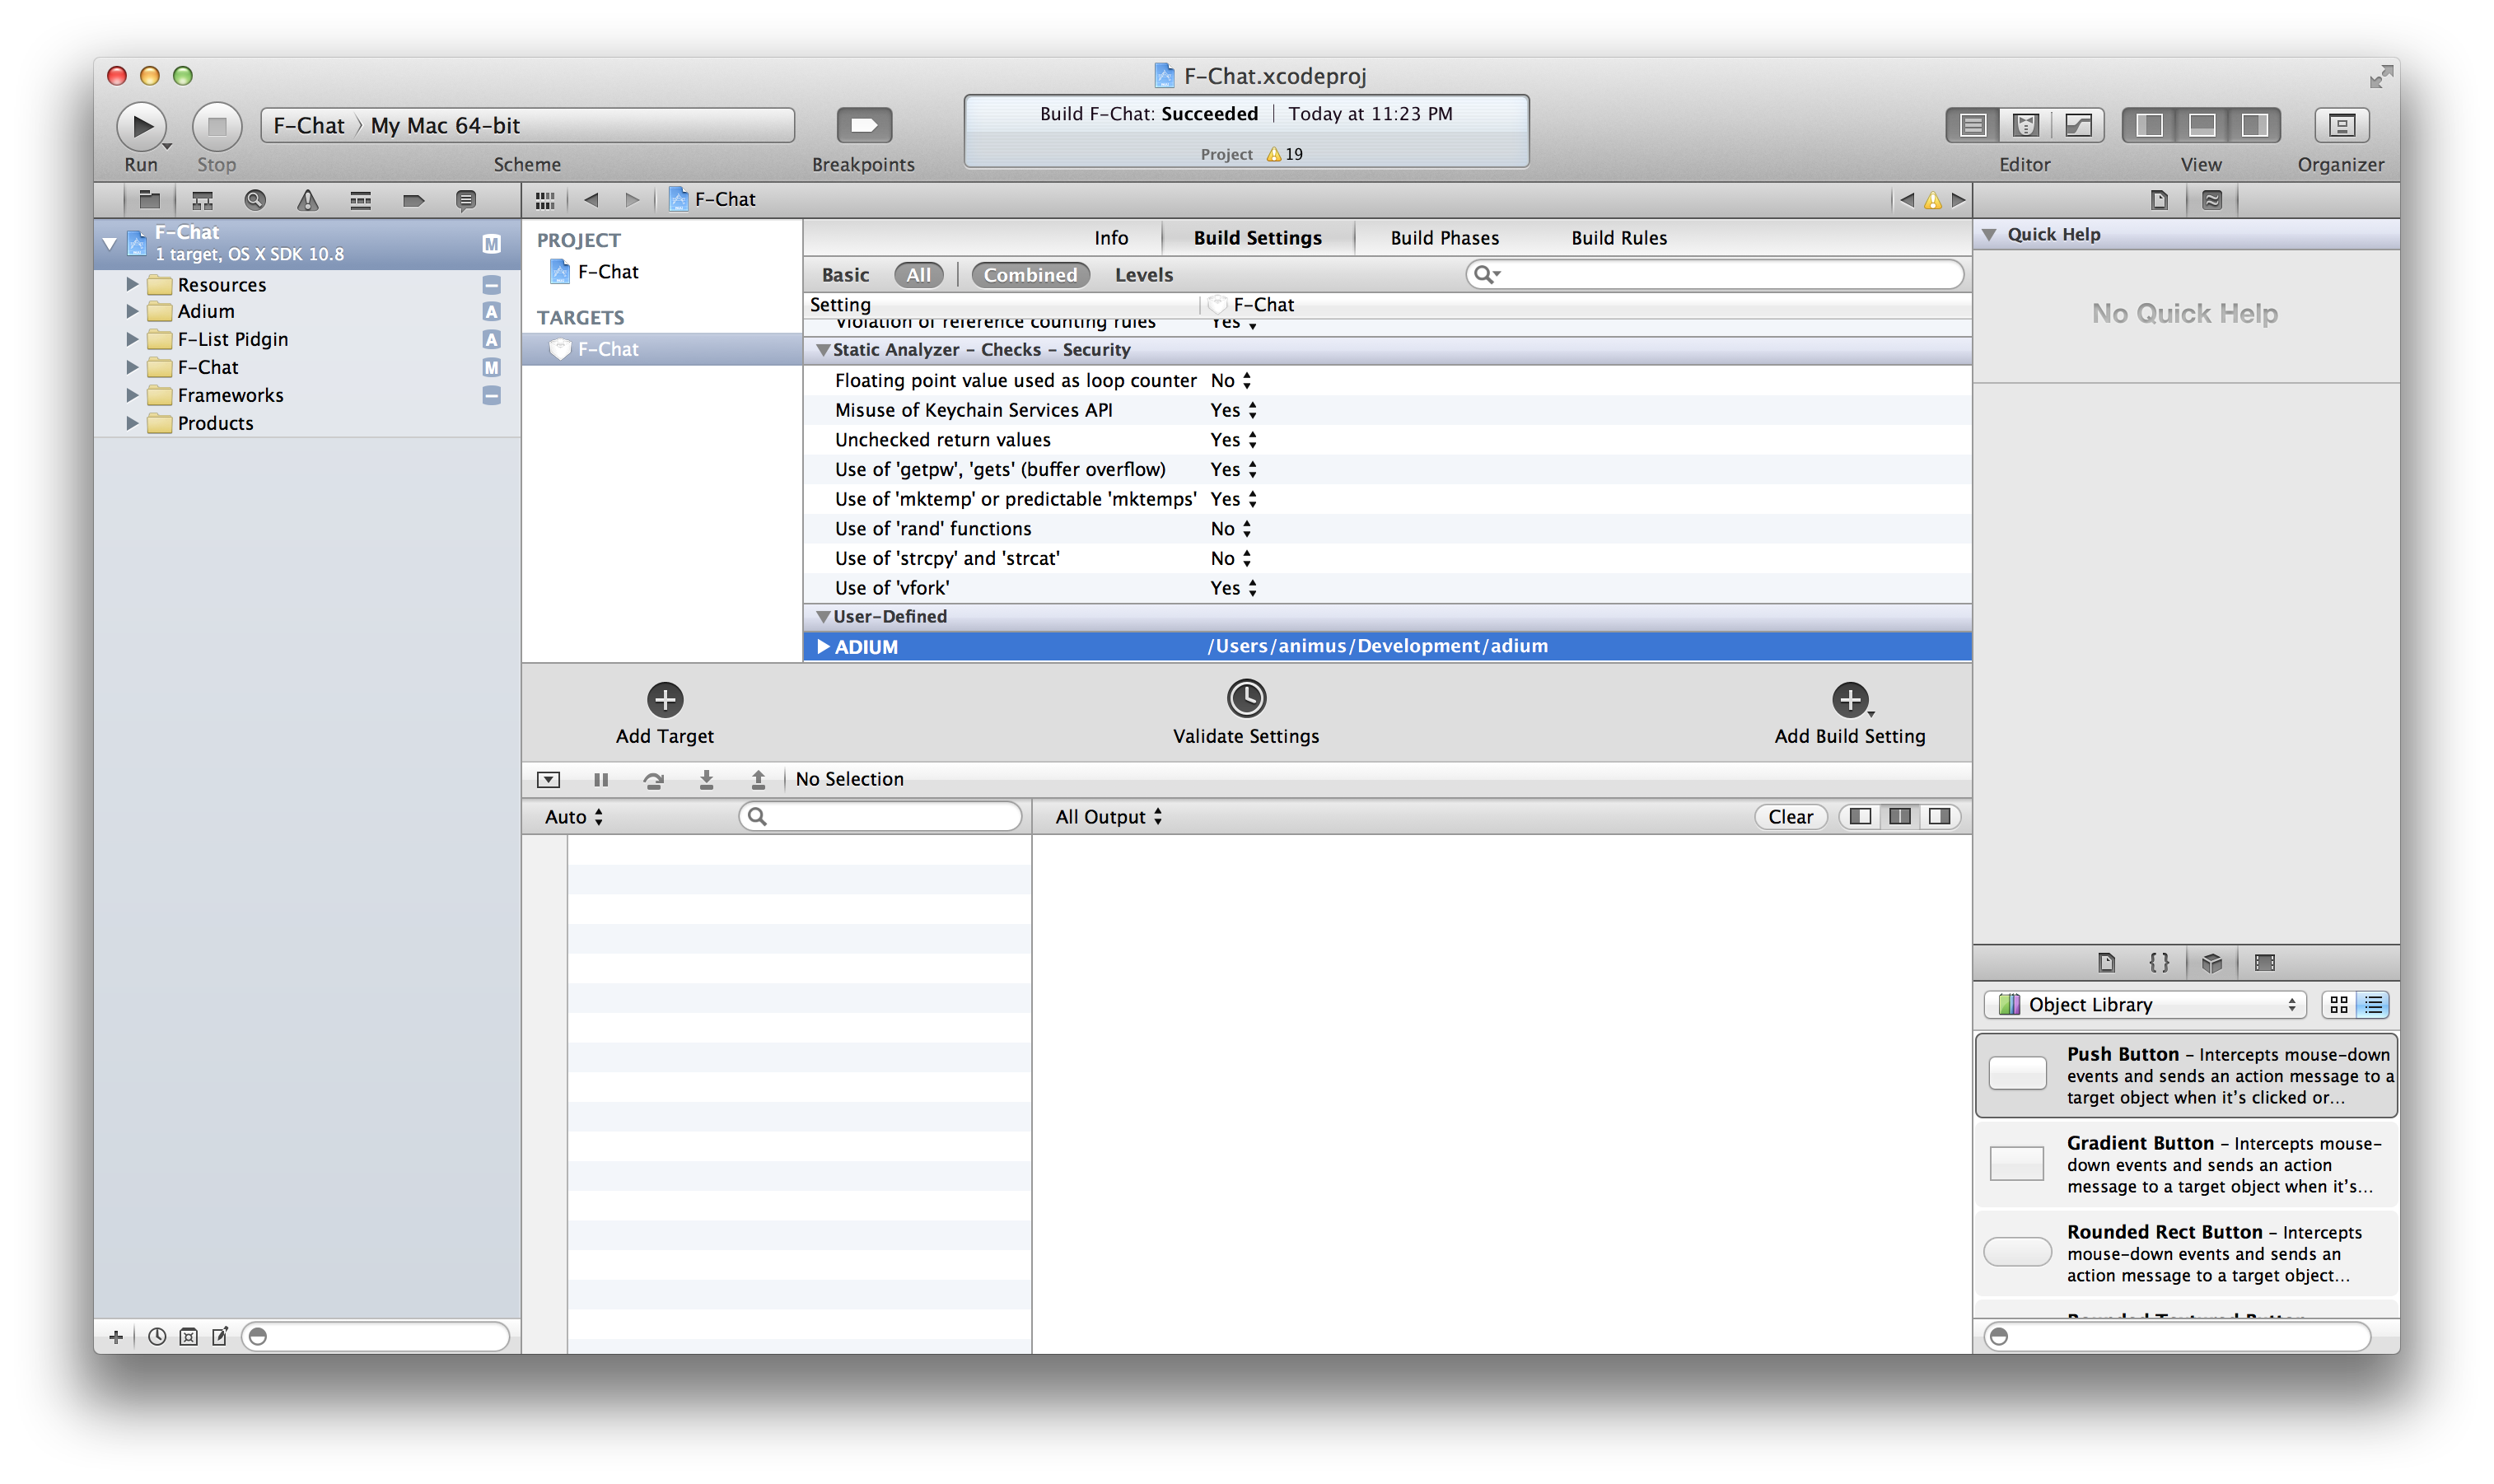 F-Chat.xcodeproj
F-Chat My Mac 64-bit
Build F-Chat: Succeeded Today at 11:23 PM
Project 19
Run Stop Scheme Breakpoints Editor View Organizer
F-Chat
F-Chat
1 target, OS X SDK 10.8
M
Resources
Adium A
F-List Pidgin A
F-Chat M
Frameworks
Products
PROJECT
F-Chat
TARGETS
F-Chat
Info Build Settings Build Phases Build Rules
Basic All Combined Levels
Setting F-Chat
Violation of reference counting rules Yes
Static Analyzer - Checks - Security
Floating point value used as loop counter No
Misuse of Keychain Services API Yes
Unchecked return values Yes
Use of 'getpw', 'gets' (buffer overflow) Yes
Use of 'mktemp' or predictable 'mktemps' Yes
Use of 'rand' functions No
Use of 'strcpy' and 'strcat' No
Use of 'vfork' Yes
User-Defined
ADIUM /Users/animus/Development/adium
Add Target Validate Settings Add Build Setting
No Selection
Auto All Output Clear
Quick Help
No Quick Help
{ }
Object Library
Push Button - Intercepts mouse-down
events and sends an action message to a
target object when it's clicked or...
Gradient Button - Intercepts mouse-
down events and sends an action
message to a target object when it's...
Rounded Rect Button - Intercepts
mouse-down events and sends an
action message to a target object...
Rounded Textured Button